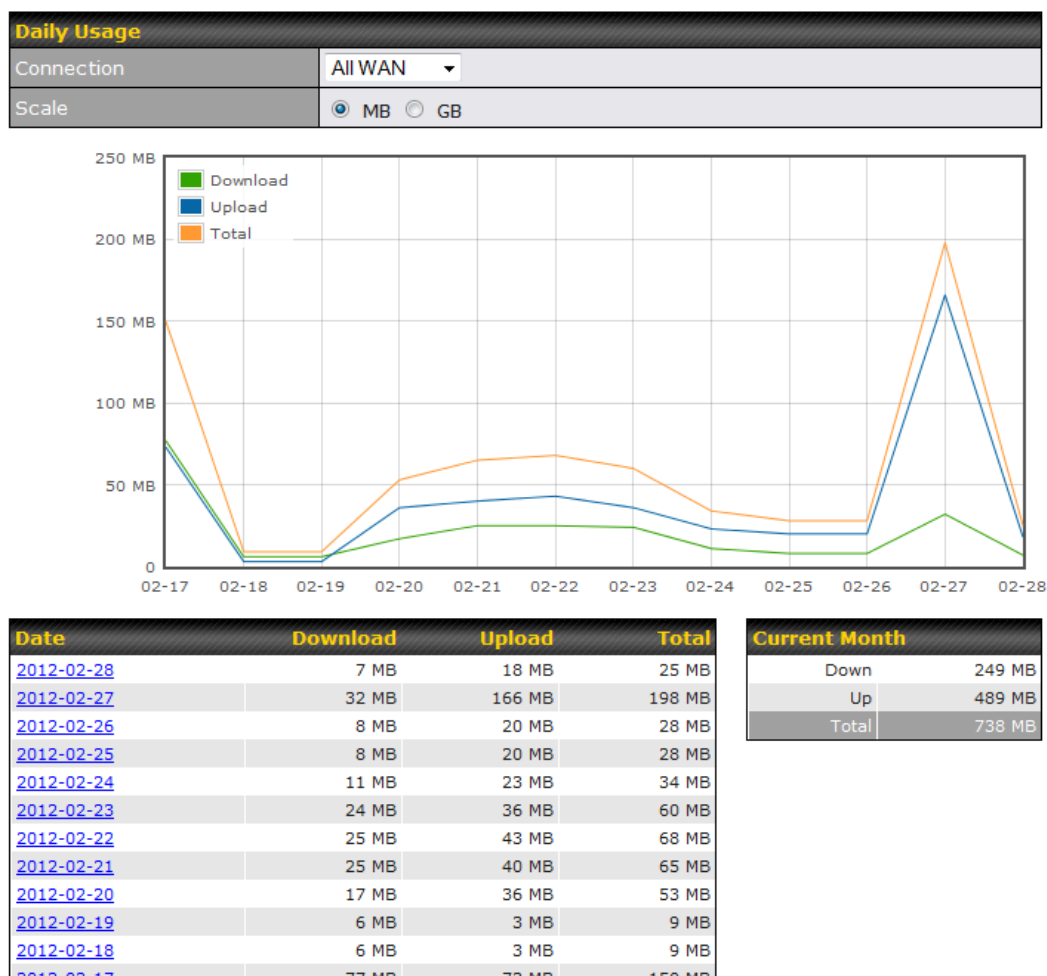 Daily Usage
Connection All WAN
Scale MB GB
250 MB
Download
Upload
200 MB Total
150 MB
100 MB
50 MB
0
02-17 02-18 02-19 02-20 02-21 02-22 02-23 02-24 02-25 02-26 02-27 02-28
Date Download Upload Total Current Month
2012-02-28 7 MB 18 MB 25 MB Down 249 MB
2012-02-27 32 MB 166 MB 198 MB Up 489 MB
2012-02-26 8 MB 20 MB 28 MB Total 738 MB
2012-02-25 8 MB 20 MB 28 MB
2012-02-24 11 MB 23 MB 34 MB
2012-02-23 24 MB 36 MB 60 MB
2012-02-22 25 MB 43 MB 68 MB
2012-02-21 25 MB 40 MB 65 MB
2012-02-20 17 MB 36 MB 53 MB
2012-02-19 6 MB 3 MB 9 MB
2012-02-18 6 MB 3 MB 9 MB
2012-02-17 77 MB MB MB